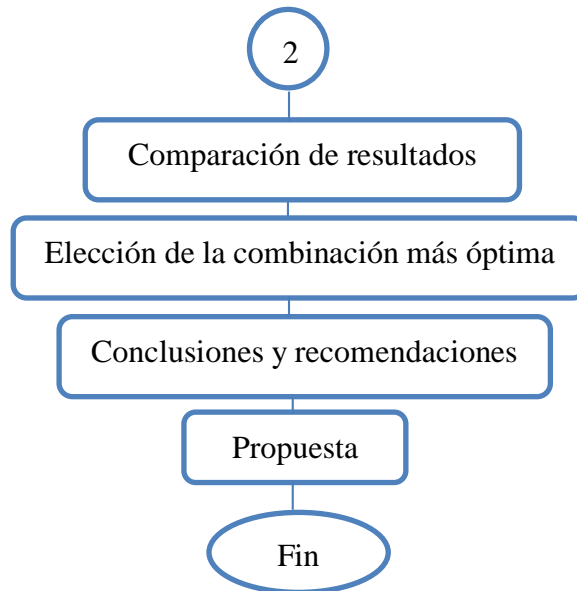 2
Comparación de resultados
Elección de la combinación más óptima
Conclusiones y recomendaciones
Propuesta
Fin